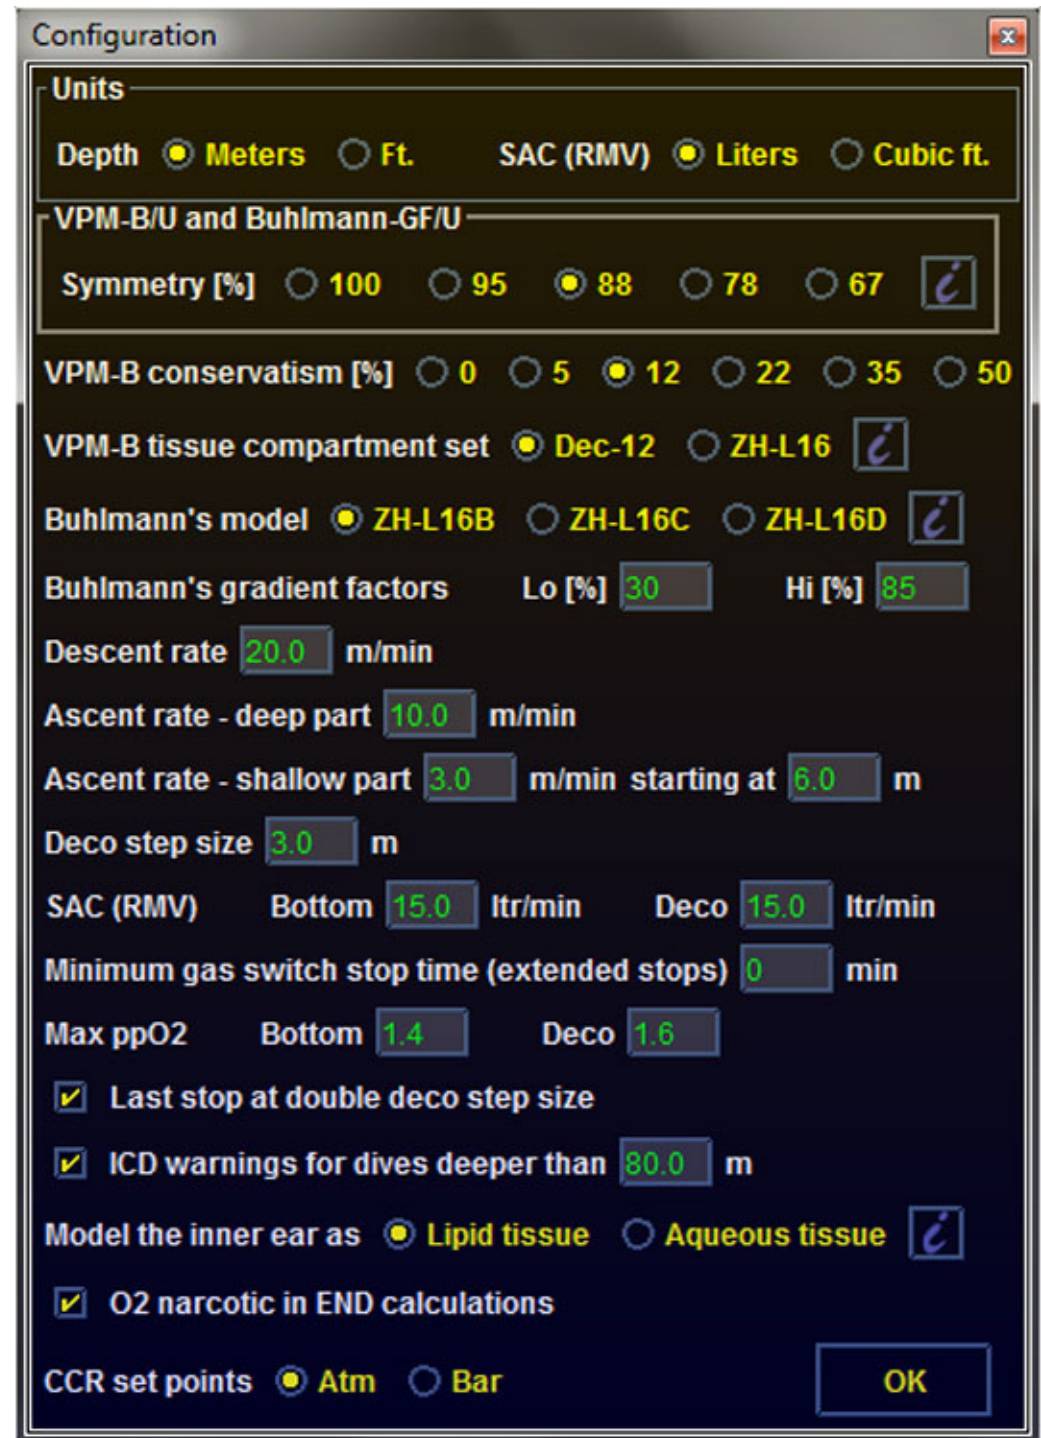 Configuration
Units
Depth Meters Ft. SAC (RMV) Liters Cubic ft.
VPM-B/U and Buhlmann-GF/U
Symmetry [%] 100 95 88 78 67 i
VPM-B conservatism [%] 0 5 12 22 35 50
VPM-B tissue compartment set Dec-12 ZH-L16 i
Buhlmann's model ZH-L16B ZH-L16C ZH-L16D i
Buhlmann's gradient factors Lo [%] 30 Hi [%] 85
Descent rate 20.0 m/min
Ascent rate - deep part 10.0 m/min
Ascent rate - shallow part 3.0 m/min starting at 6.0 m
Deco step size 3.0 m
SAC (RMV) Bottom 15.0 ltr/min Deco 15.0 ltr/min
Minimum gas switch stop time (extended stops) 0 min
Max ppO2 Bottom 1.4 Deco 1.6
Last stop at double deco step size
ICD warnings for dives deeper than 80.0 m
Model the inner ear as Lipid tissue Aqueous tissue i
O2 narcotic in END calculations
CCR set points Atm Bar OK